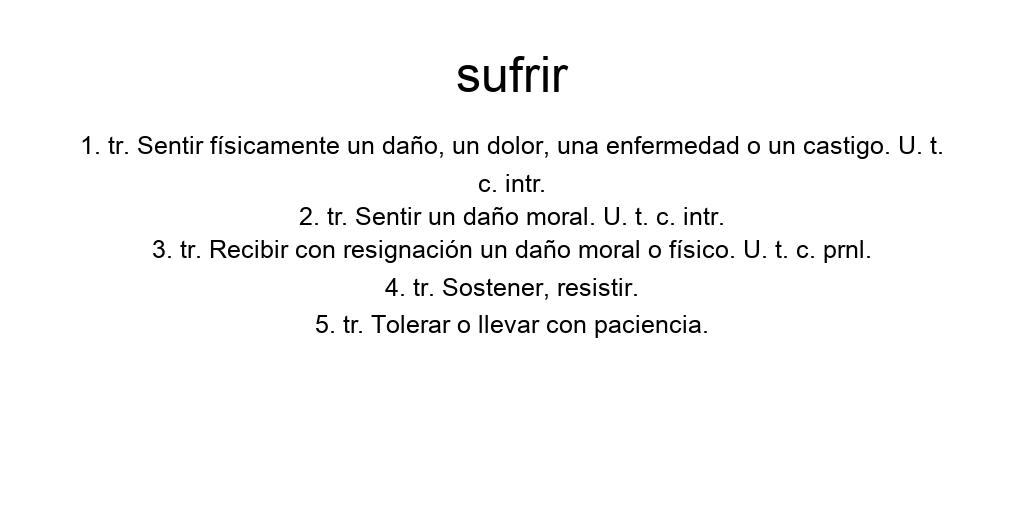 sufrir
1. tr. Sentir físicamente un daño, un dolor, una enfermedad o un castigo. U. t.
c. intr.
2. tr. Sentir un daño moral. U. t. c. intr.
3. tr. Recibir con resignación un daño moral o físico. U. t. c. prnl.
4. tr. Sostener, resistir.
5. tr. Tolerar o llevar con paciencia.